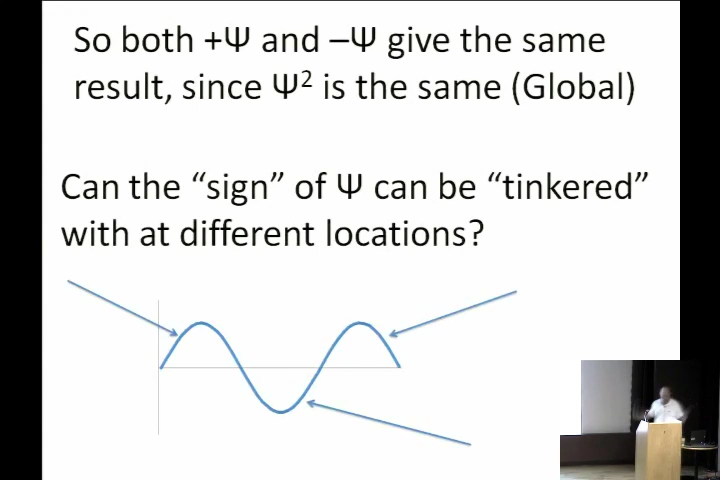 So both +Ψ and –Ψ give the same
result, since Ψ² is the same (Global)
Can the “sign” of Ψ can be “tinkered”
with at different locations?